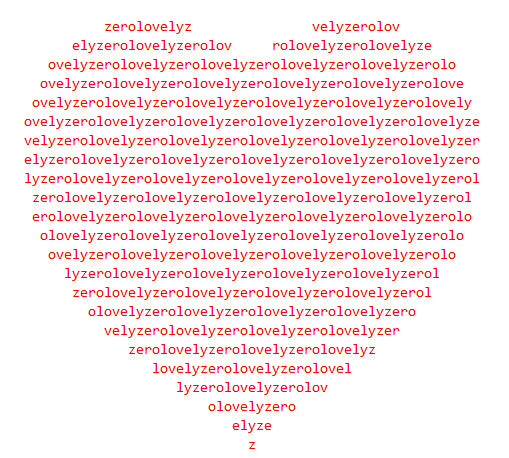 zerolovelyz               velyzerolov
elyzerolovelyzerolov     rolovelyzerolovelyze
ovelyzerolovelyzerolovelyzerolovelyzerolovelyzerolo
ovelyzerolovelyzerolovelyzerolovelyzerolovelyzerolove
ovelyzerolovelyzerolovelyzerolovelyzerolovelyzerolovely
ovelyzerolovelyzerolovelyzerolovelyzerolovelyzerolovelyze
velyzerolovelyzerolovelyzerolovelyzerolovelyzerolovelyzer
elyzerolovelyzerolovelyzerolovelyzerolovelyzerolovelyzero
lyzerolovelyzerolovelyzerolovelyzerolovelyzerolovelyzerol
zerolovelyzerolovelyzerolovelyzerolovelyzerolovelyzerol
erolovelyzerolovelyzerolovelyzerolovelyzerolovelyzerolo
olovelyzerolovelyzerolovelyzerolovelyzerolovelyzerolo
ovelyzerolovelyzerolovelyzerolovelyzerolovelyzerolo
lyzerolovelyzerolovelyzerolovelyzerolovelyzerol
zerolovelyzerolovelyzerolovelyzerolovelyzerol
olovelyzerolovelyzerolovelyzerolovelyzero
velyzerolovelyzerolovelyzerolovelyzer
zerolovelyzerolovelyzerolovelyz
lovelyzerolovelyzerolovel
lyzerolovelyzerolov
olovelyzero
elyze
z